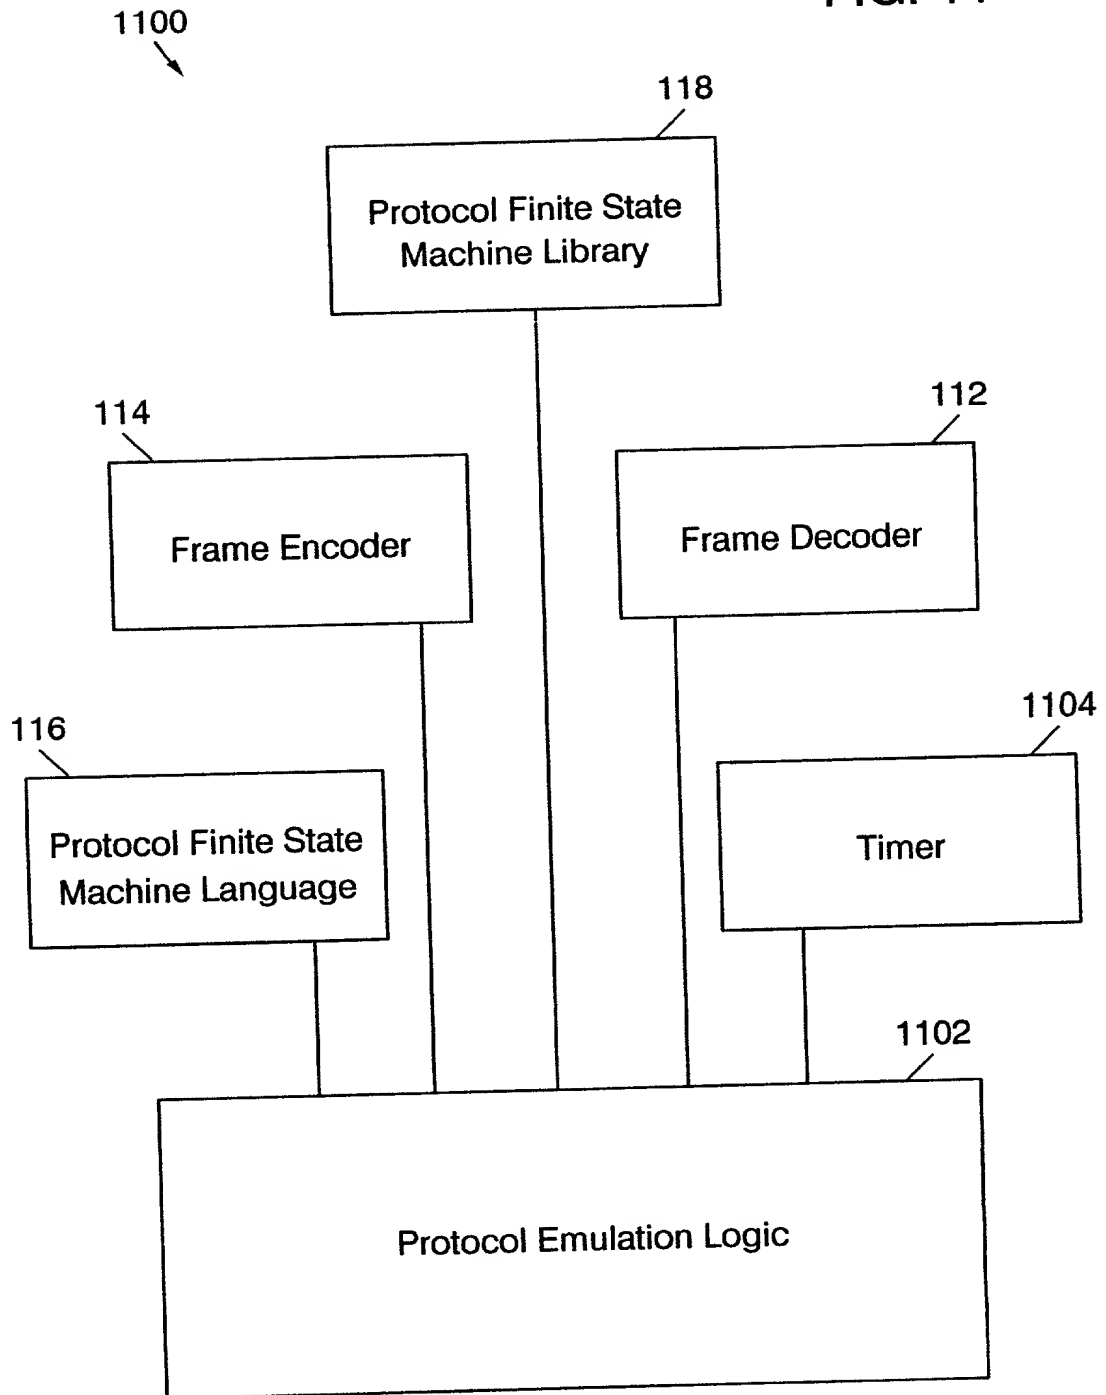 1100
118
Protocol Finite State
Machine Library
114
112
Frame Encoder
Frame Decoder
116
1104
Protocol Finite State
Machine Language
Timer
1102
Protocol Emulation Logic